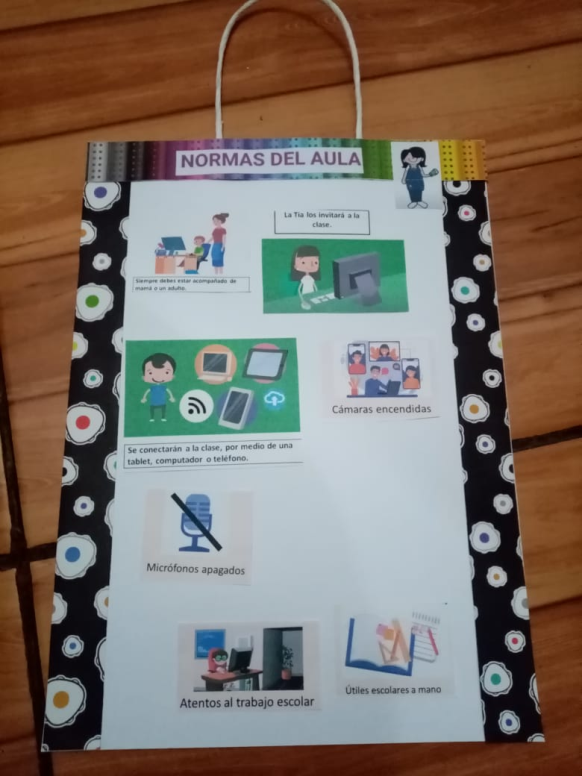 NORMAS DEL AULA
La Tía los invitará a la
clase.
Siempre debes estar acompañado de
mamá o un adulto.
Cámaras encendidas
Se conectarán a la clase, por medio de una
tablet, computador o teléfono.
Micrófonos apagados
Atentos al trabajo escolar
Útiles escolares a mano